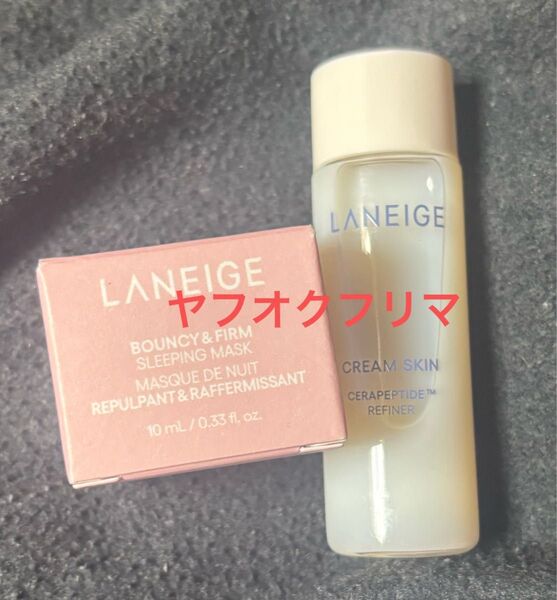 LANEIGE
BOUNCY & FIRM
SLEEPING MASK
MASQUE DE NUIT
REPULPANT & RAFFERMISSANT
10 mL / 0.33 fl. oz.
LANEIGE
CREAM SKIN
CERAPEPTIDE™
REFINER
ヤフオクフリマ